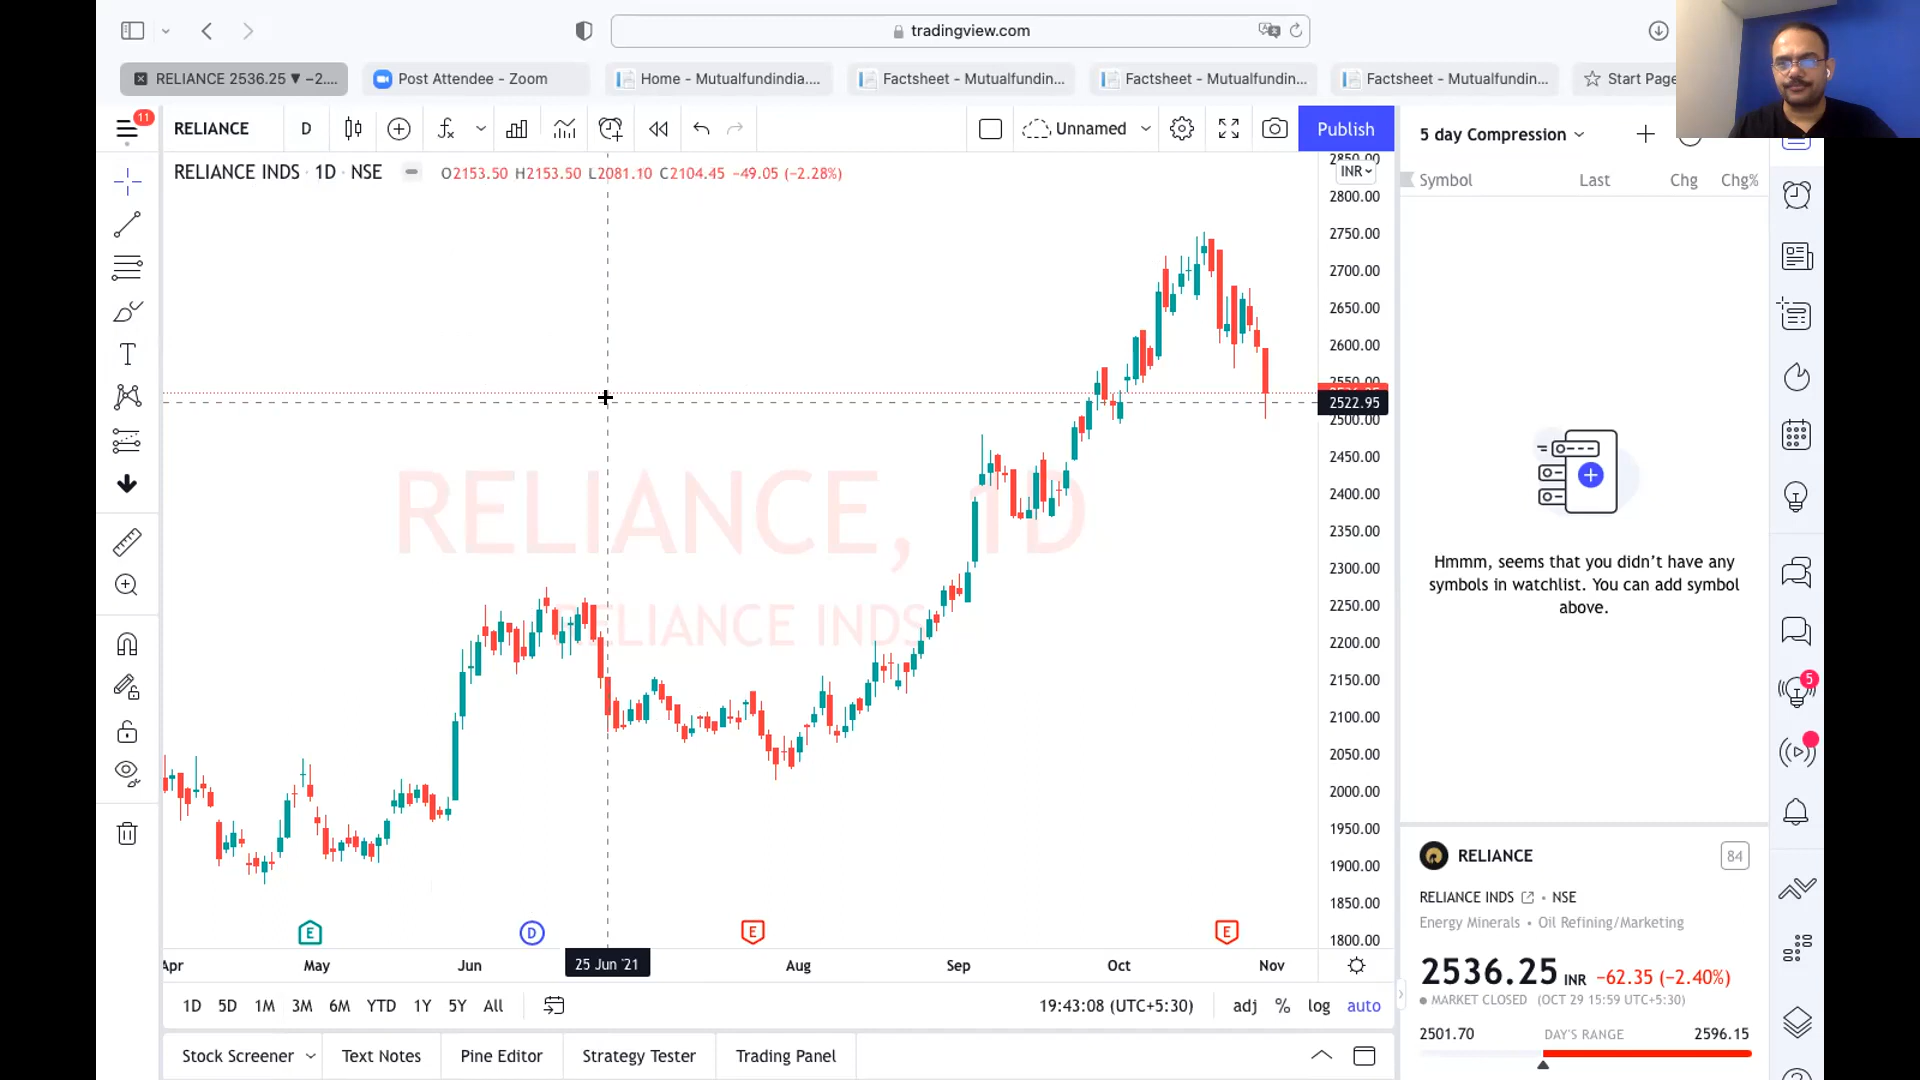 tradingview.com
RELIANCE 2536.25 ▼ −2....
Post Attendee - Zoom
Home - Mutualfundindia....
Factsheet - Mutualfundin...
Factsheet - Mutualfundin...
Factsheet - Mutualfundin...
Start Page
11
RELIANCE
D
Unnamed
Publish
5 day Compression
RELIANCE INDS · 1D · NSE
O2153.50 H2153.50 L2081.10 C2104.45 −49.05 (−2.28%)
INR
Symbol Last Chg Chg%
2850.00
2800.00
2750.00
2700.00
2650.00
2600.00
2550.00
2522.95
2500.00
2450.00
2400.00
2350.00
2300.00
2250.00
2200.00
2150.00
2100.00
2050.00
2000.00
1950.00
1900.00
1850.00
1800.00
RELIANCE, 1D
RELIANCE INDS
Hmmm, seems that you didn't have any
symbols in watchlist. You can add symbol
above.
5
E
D
E
E
Apr May Jun 25 Jun '21 Aug Sep Oct Nov
1D 5D 1M 3M 6M YTD 1Y 5Y All
19:43:08 (UTC+5:30)
adj % log auto
Stock Screener
Text Notes
Pine Editor
Strategy Tester
Trading Panel
RELIANCE
84
RELIANCE INDS • NSE
Energy Minerals • Oil Refining/Marketing
2536.25 INR −62.35 (−2.40%)
MARKET CLOSED (OCT 29 15:59 UTC+5:30)
2501.70 DAY'S RANGE 2596.15